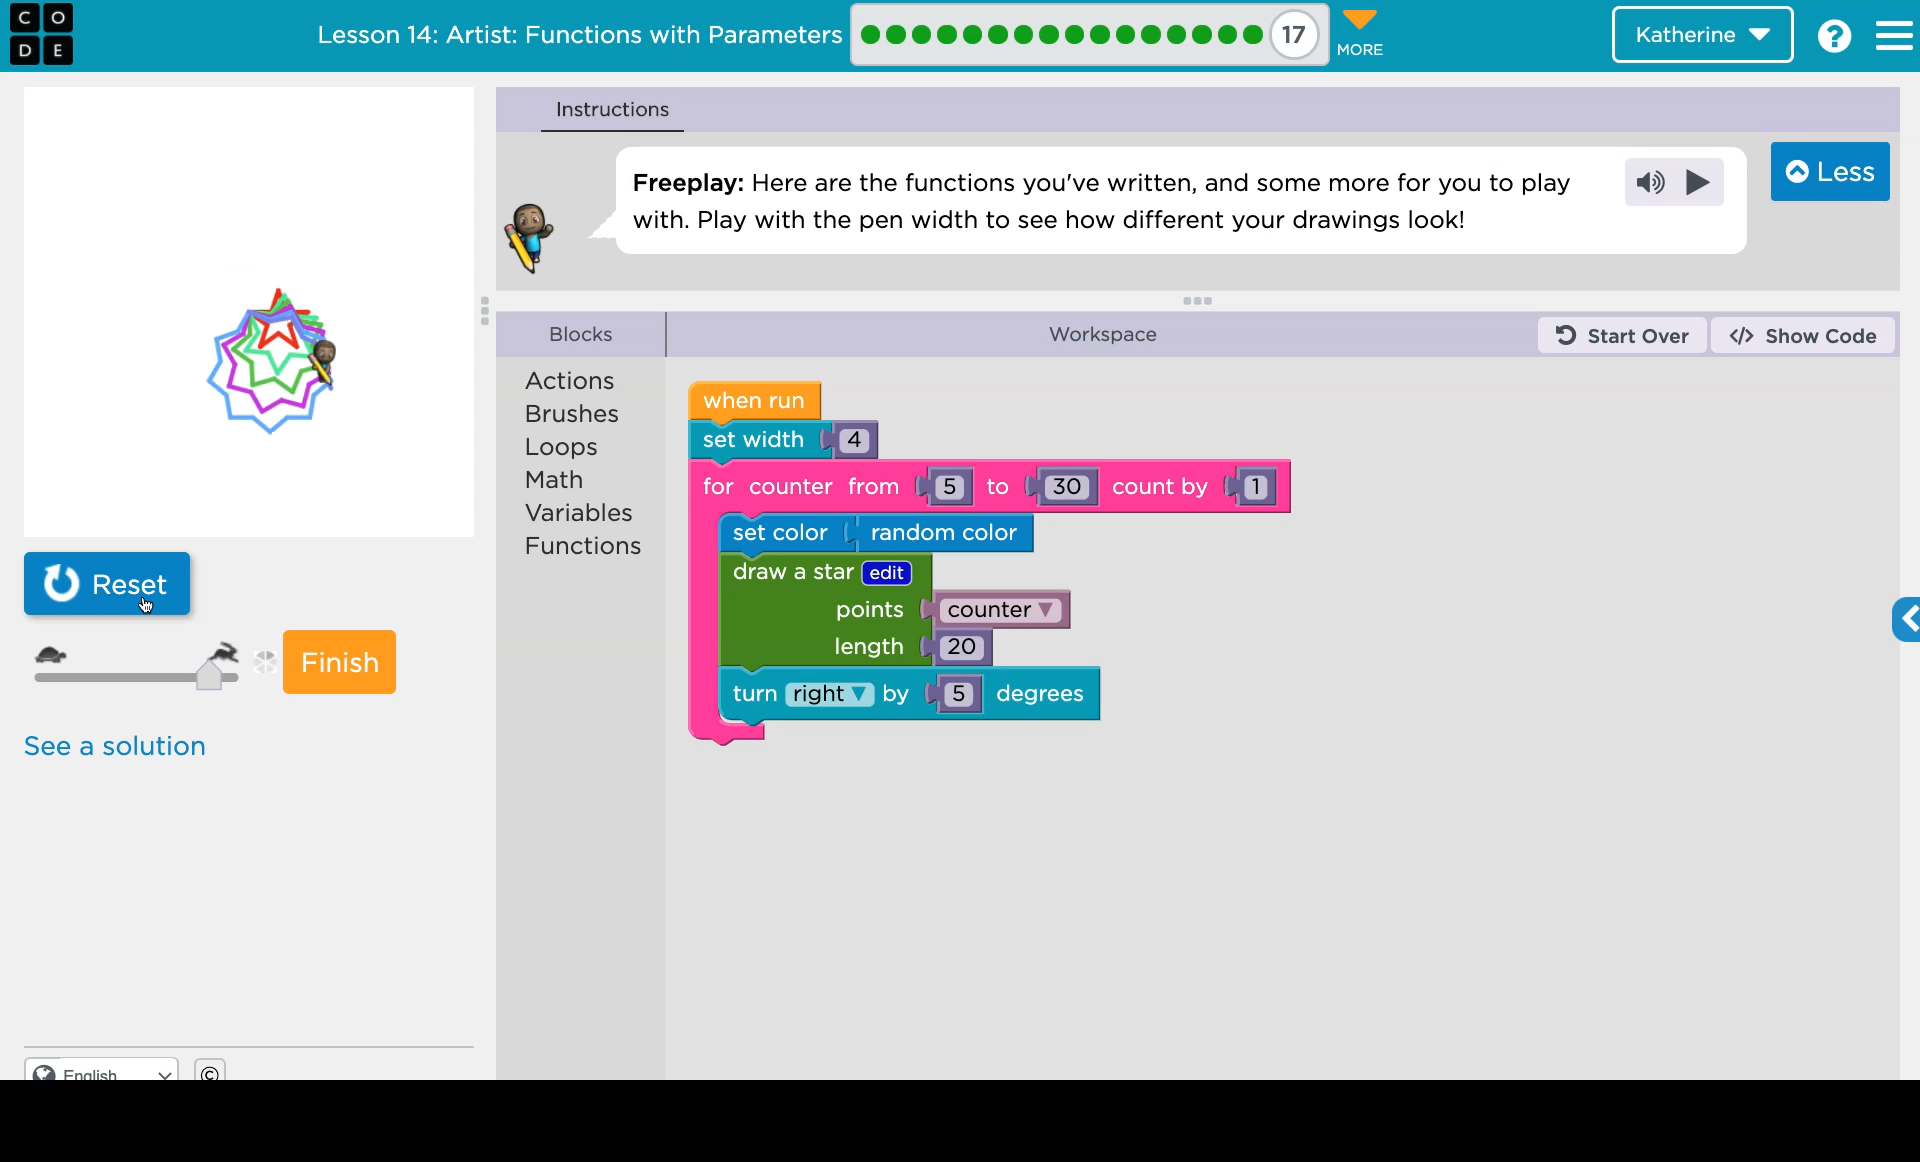 C O
D E
Lesson 14: Artist: Functions with Parameters
17
MORE
Katherine
?
Instructions
Freeplay: Here are the functions you've written, and some more for you to play
with. Play with the pen width to see how different your drawings look!
Less
Blocks
Workspace
Start Over
</> Show Code
Actions
Brushes
Loops
Math
Variables
Functions
when run
set width 4
for counter from 5 to 30 count by 1
set color random color
draw a star edit
points counter
length 20
turn right by 5 degrees
Reset
Finish
See a solution
English
©